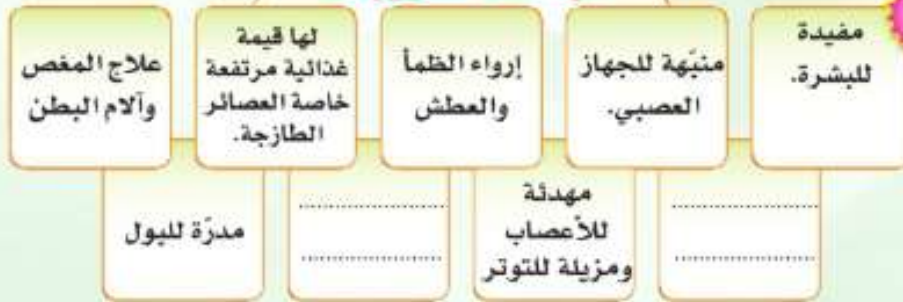 مفيدة
للبشرة.
منبّهة للجهاز
العصبي.
إرواء الظمأ
والعطش
لها قيمة
غذائية مرتفعة
خاصة العصائر
الطازجة.
علاج المغص
وآلام البطن
....................
....................
مهدئة
للأعصاب
ومزيلة للتوتر
....................
....................
مدرّة للبول